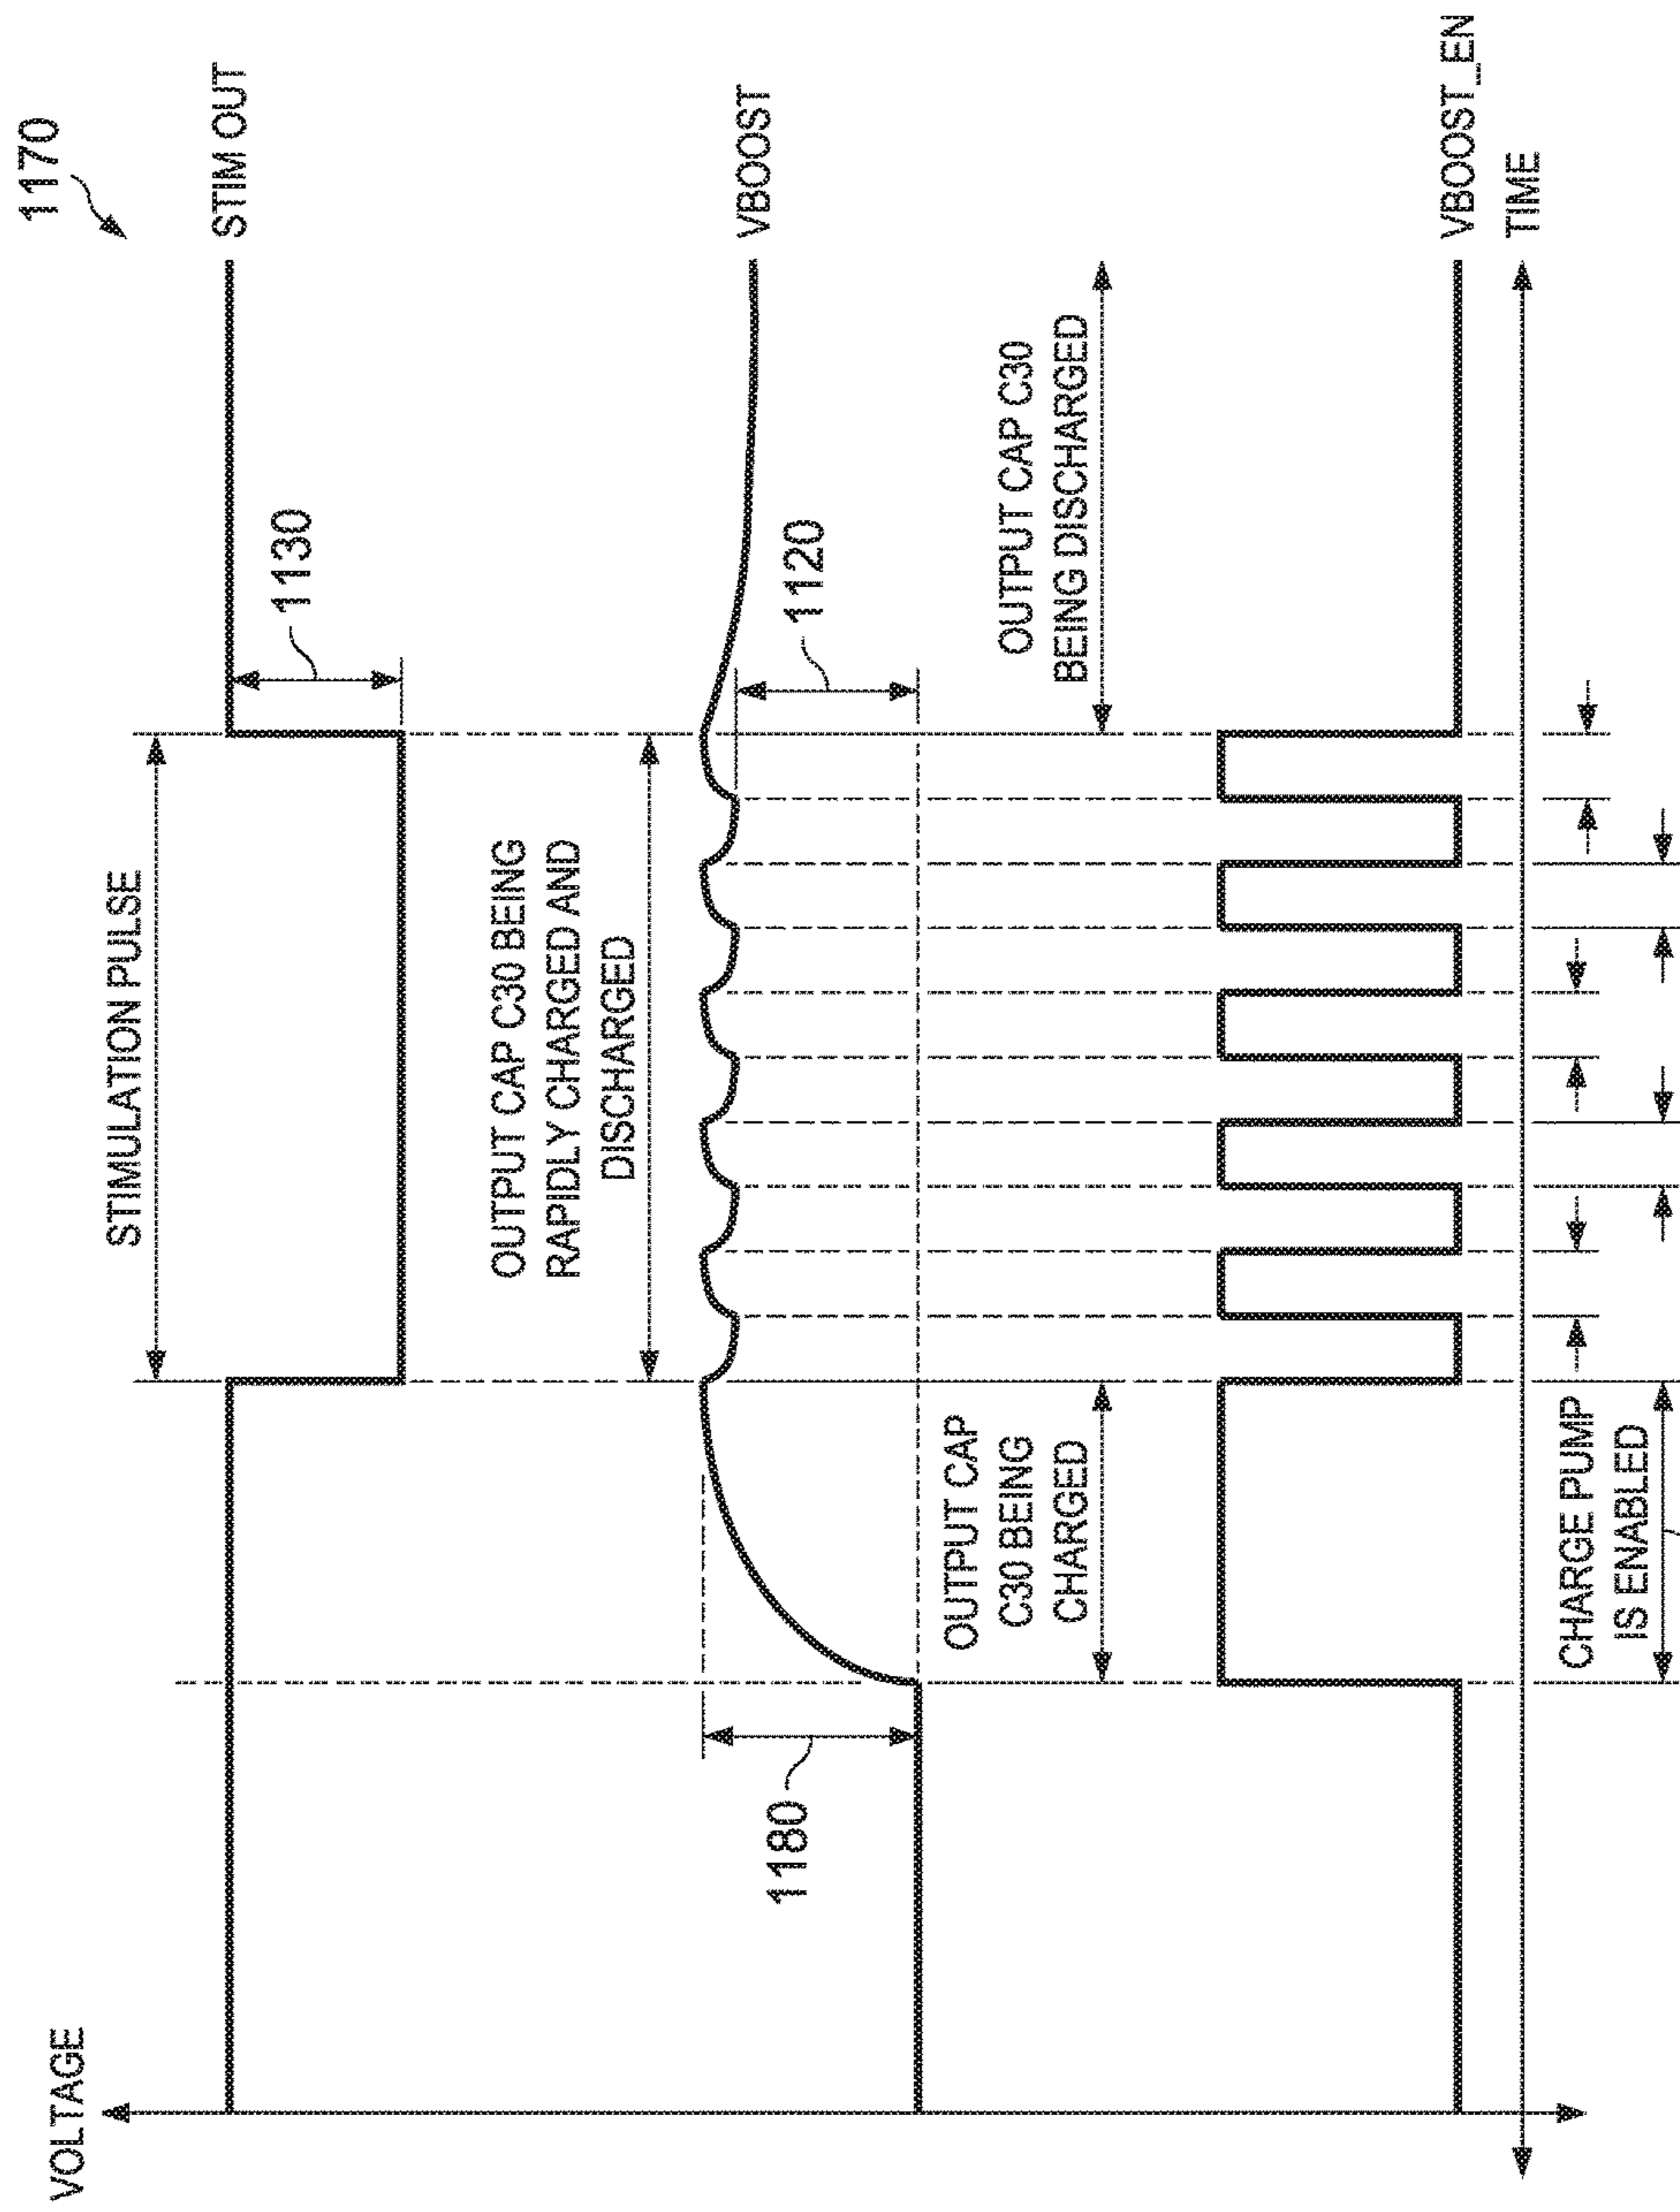 1170
VOLTAGE
STIM OUT
STIMULATION PULSE
1130
OUTPUT CAP C30 BEING
RAPIDLY CHARGED AND
DISCHARGED
VBOOST
1180
1120
OUTPUT CAP
C30 BEING
CHARGED
OUTPUT CAP C30
BEING DISCHARGED
VBOOST_EN
TIME
CHARGE PUMP
IS ENABLED